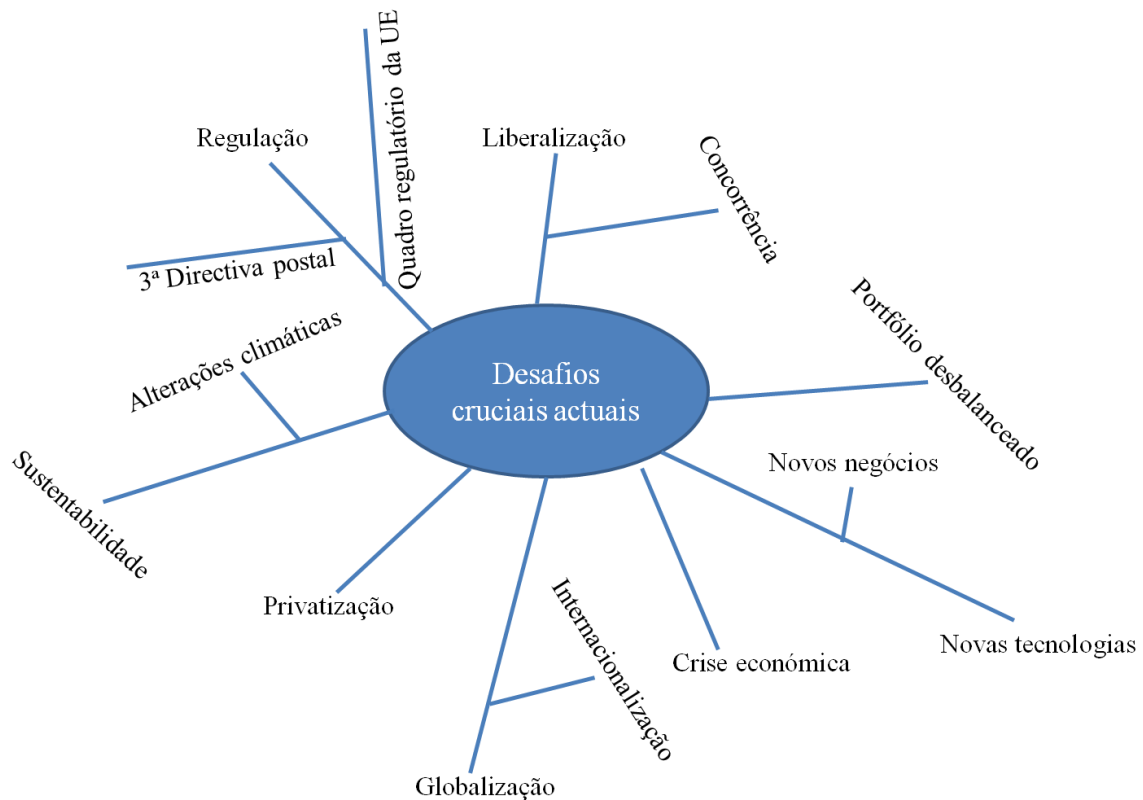 Quadro regulatório da UE
Regulação
Liberalização
Concorrência
3ª Directiva postal
Alterações climáticas
Portfólio desbalanceado
Desafios
cruciais actuais
Novos negócios
Sustentabilidade
Privatização
Internacionalização
Crise económica
Novas tecnologias
Globalização